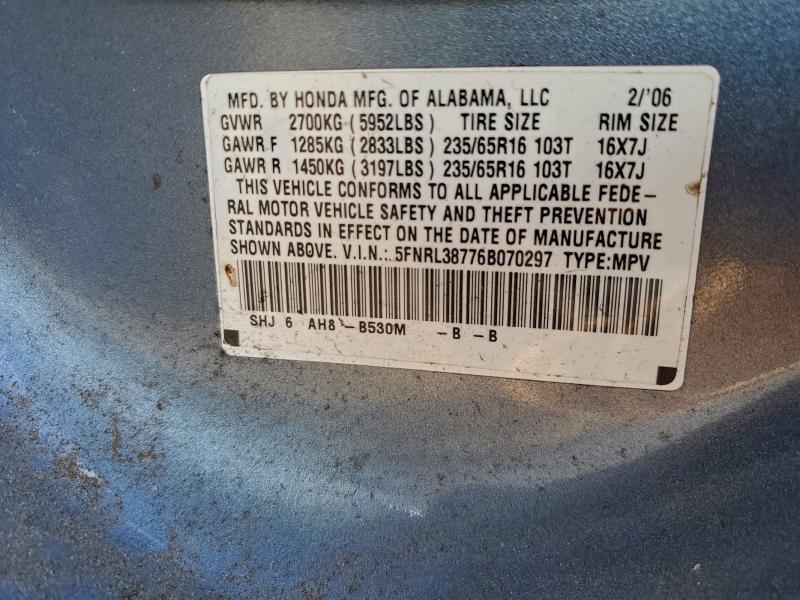 MFD. BY HONDA MFG. OF ALABAMA, LLC 2/'06
GVWR 2700KG (5952LBS) TIRE SIZE RIM SIZE
GAWR F 1285KG (2833LBS) 235/65R16 103T 16X7J
GAWR R 1450KG (3197LBS) 235/65R16 103T 16X7J
THIS VEHICLE CONFORMS TO ALL APPLICABLE FEDE-
RAL MOTOR VEHICLE SAFETY AND THEFT PREVENTION
STANDARDS IN EFFECT ON THE DATE OF MANUFACTURE
SHOWN ABOVE. V.I.N.: 5FNRL38776B070297 TYPE:MPV
SHJ 6 AH8 -B530M -B -B